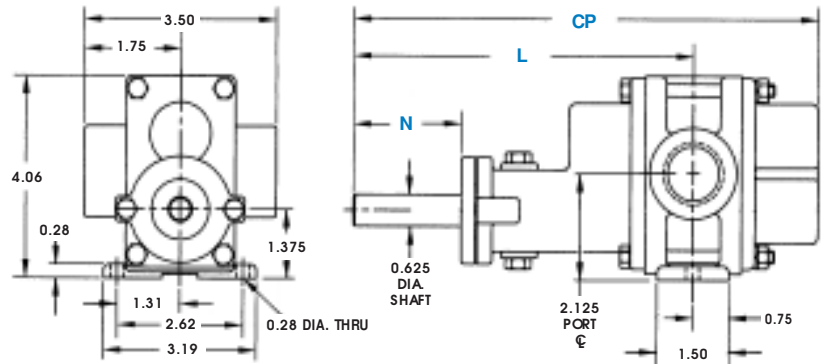 3.50
1.75
4.06
0.28
1.375
1.31
2.62
3.19
0.28 DIA. THRU
CP
L
N
0.625
DIA.
SHAFT
2.125
PORT
℄
0.75
1.50